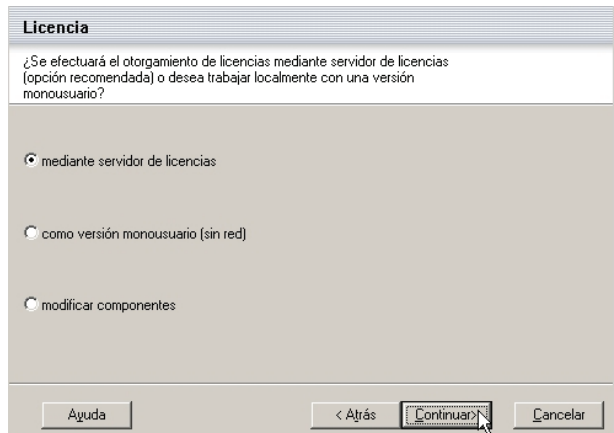 Licencia
¿Se efectuará el otorgamiento de licencias mediante servidor de licencias
(opción recomendada) o desea trabajar localmente con una versión
monousuario?
mediante servidor de licencias
como versión monousuario (sin red)
modificar componentes
Ayuda
< Atrás
Continuar>
Cancelar